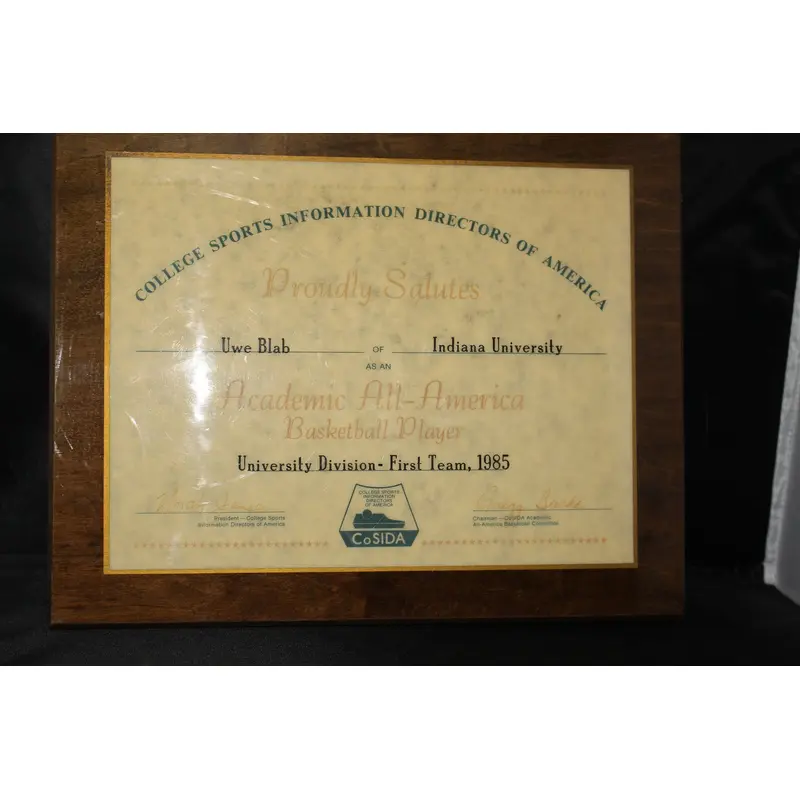 COLLEGE SPORTS INFORMATION DIRECTORS OF AMERICA
Proudly Salutes
Uwe Blab OF Indiana University
AS AN
Academic All-America
Basketball Player
University Division- First Team, 1985
President — College Sports
Information Directors of America
COLLEGE SPORTS
INFORMATION
DIRECTORS
OF AMERICA
CoSIDA
Chairman — CoSIDA Academic
All-America Committee